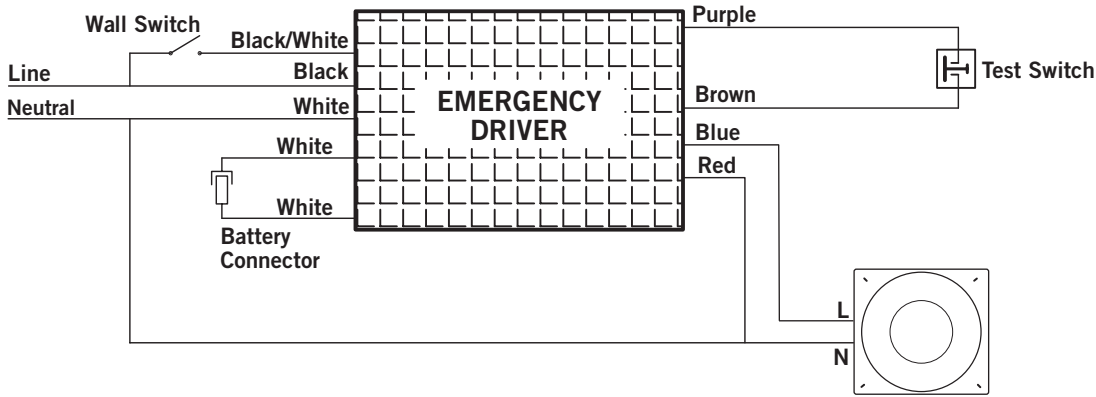 Wall Switch
Black/White
Line
Black
Neutral
White
White
White
Battery
Connector
EMERGENCY
DRIVER
Purple
Test Switch
Brown
Blue
Red
L
N